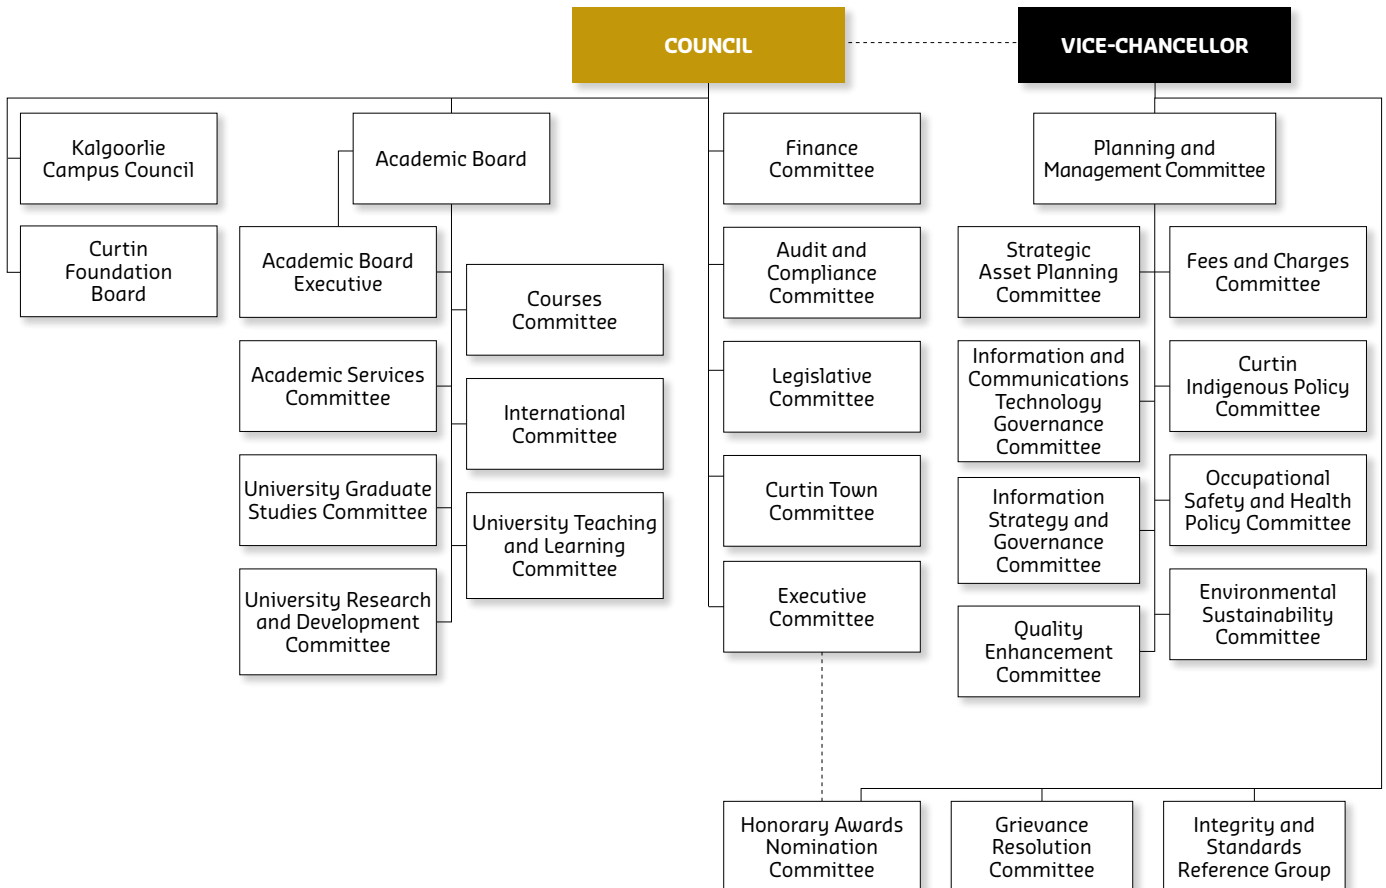 COUNCIL
VICE-CHANCELLOR
Kalgoorlie
Campus Council
Academic Board
Finance
Committee
Planning and
Management Committee
Curtin
Foundation
Board
Academic Board
Executive
Courses
Committee
Audit and
Compliance
Committee
Strategic
Asset Planning
Committee
Fees and Charges
Committee
Academic Services
Committee
International
Committee
Legislative
Committee
Information and
Communications
Technology
Governance
Committee
Curtin
Indigenous Policy
Committee
University Graduate
Studies Committee
University Teaching
and Learning
Committee
Curtin Town
Committee
Information
Strategy and
Governance
Committee
Occupational
Safety and Health
Policy Committee
University Research
and Development
Committee
Executive
Committee
Quality
Enhancement
Committee
Environmental
Sustainability
Committee
Honorary Awards
Nomination
Committee
Grievance
Resolution
Committee
Integrity and
Standards
Reference Group